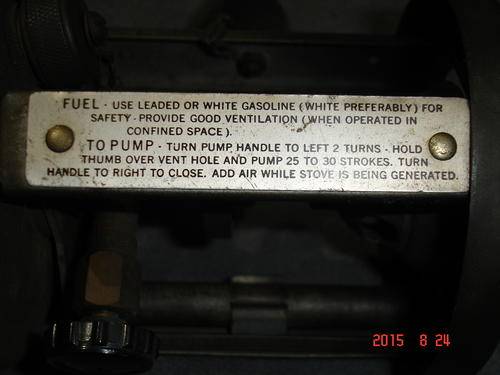 FUEL - USE LEADED OR WHITE GASOLINE (WHITE PREFERABLY) FOR
SAFETY - PROVIDE GOOD VENTILATION (WHEN OPERATED IN
CONFINED SPACE).
TO PUMP - TURN PUMP HANDLE TO LEFT 2 TURNS - HOLD
THUMB OVER VENT HOLE AND PUMP 25 TO 30 STROKES. TURN
HANDLE TO RIGHT TO CLOSE. ADD AIR WHILE STOVE IS BEING GENERATED.
2015 8 24